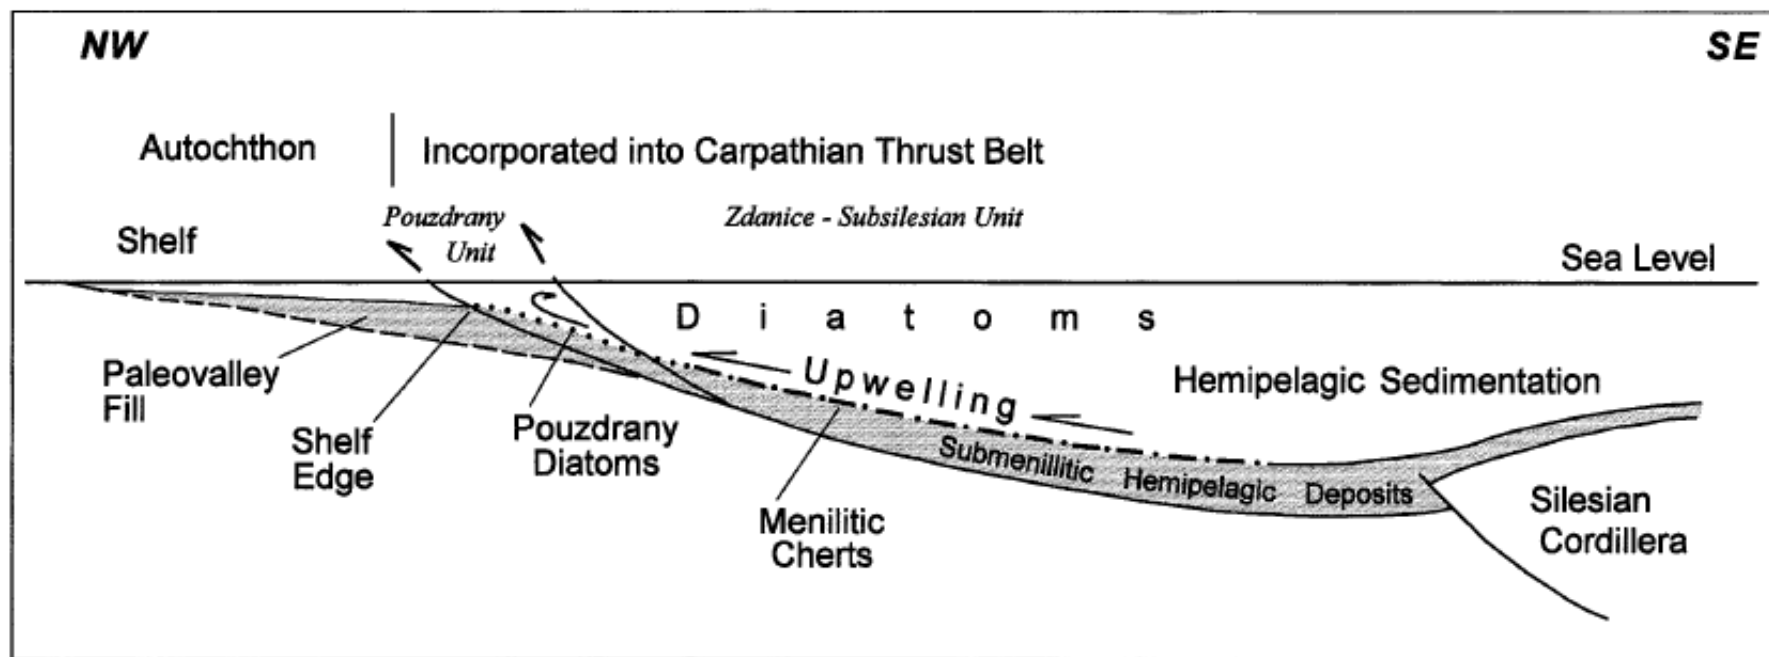 NW
SE
Autochthon
Incorporated into Carpathian Thrust Belt
Pouzdrany
Unit
Zdanice - Subsilesian Unit
Shelf
Sea Level
Diatoms
Upwelling
Hemipelagic Sedimentation
Paleovalley
Fill
Shelf
Edge
Pouzdrany
Diatoms
Menilitic
Cherts
Submenillitic Hemipelagic Deposits
Silesian
Cordillera